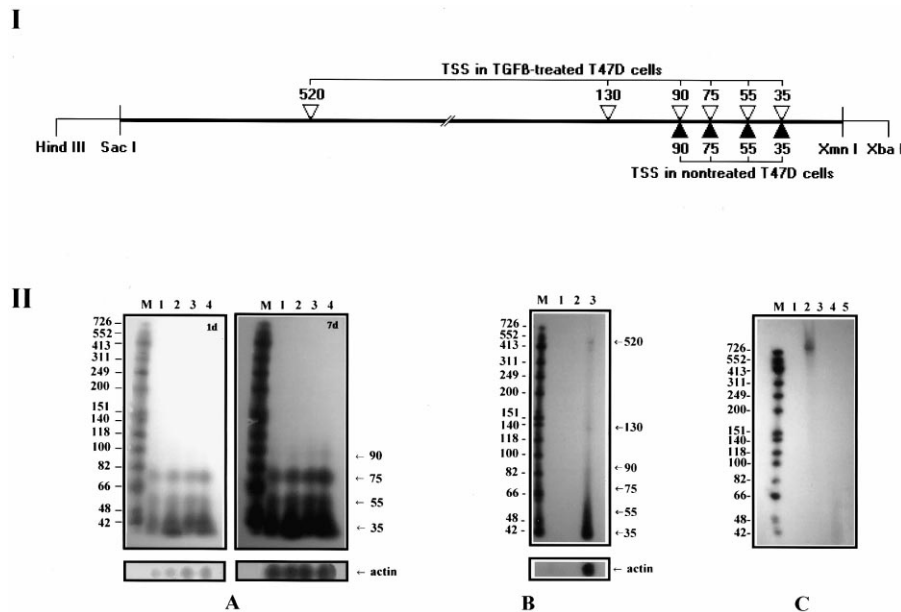 I
TSS in TGFß-treated T47D cells
520 130 90 75 55 35
Hind III Sac I Xmn I Xba I
90 75 55 35
TSS in nontreated T47D cells
II
M 1 2 3 4
1d
726
552
413
311
249
200
151
140
118
100
82
66
48
42
7d
1 2 3 4
M
← 90
← 75
← 55
← 35
← actin
A
M 1 2 3
726
552
413
311
249
200
151
140
118
100
82
66
48
42
← 520
← 130
← 90
← 75
← 55
← 35
← actin
B
M 1 2 3 4 5
726
552
413
311
249
200
151
140
118
100
82
66
48
42
C